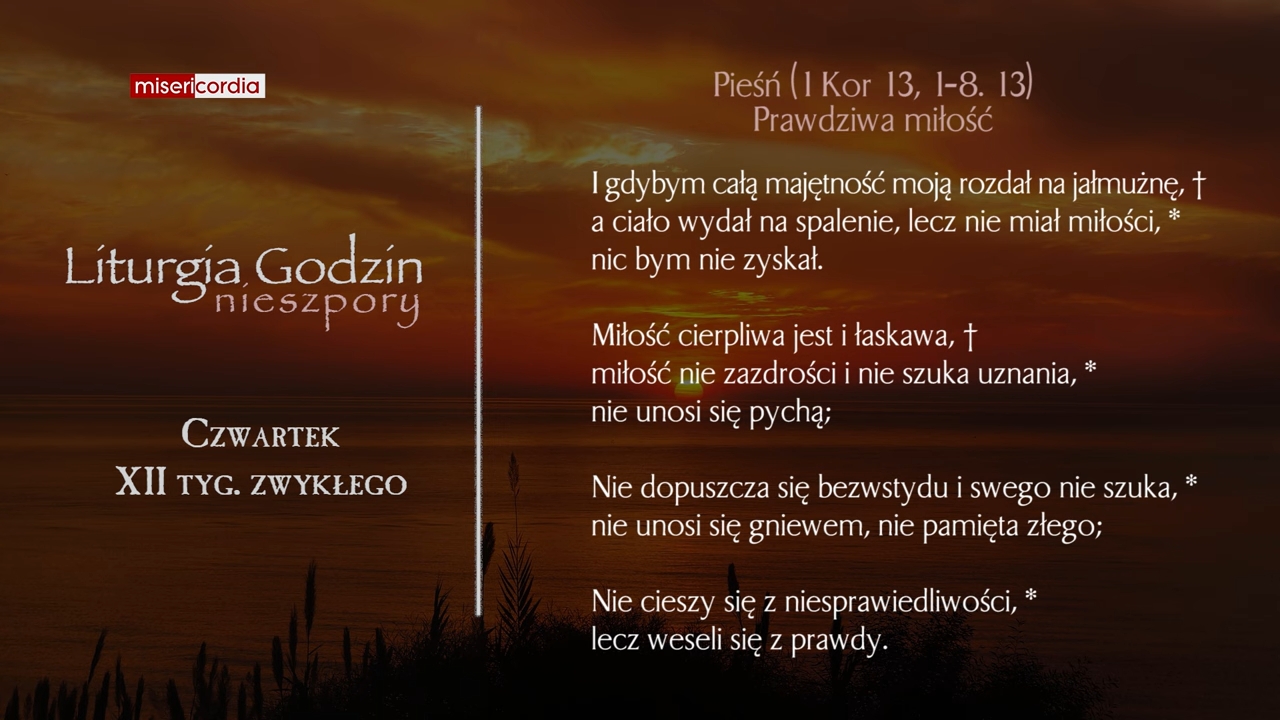 misericordia
Liturgia Godzin
nieszpory
Czwartek
XII tyg. zwykłego
Pieśń (1 Kor 13, 1-8. 13)
Prawdziwa miłość
I gdybym całą majętność moją rozdał na jałmużnę, †
a ciało wydał na spalenie, lecz nie miał miłości, *
nic bym nie zyskał.
Miłość cierpliwa jest i łaskawa, †
miłość nie zazdrości i nie szuka uznania, *
nie unosi się pychą;
Nie dopuszcza się bezwstydu i swego nie szuka, *
nie unosi się gniewem, nie pamięta złego;
Nie cieszy się z niesprawiedliwości, *
lecz weseli się z prawdy.